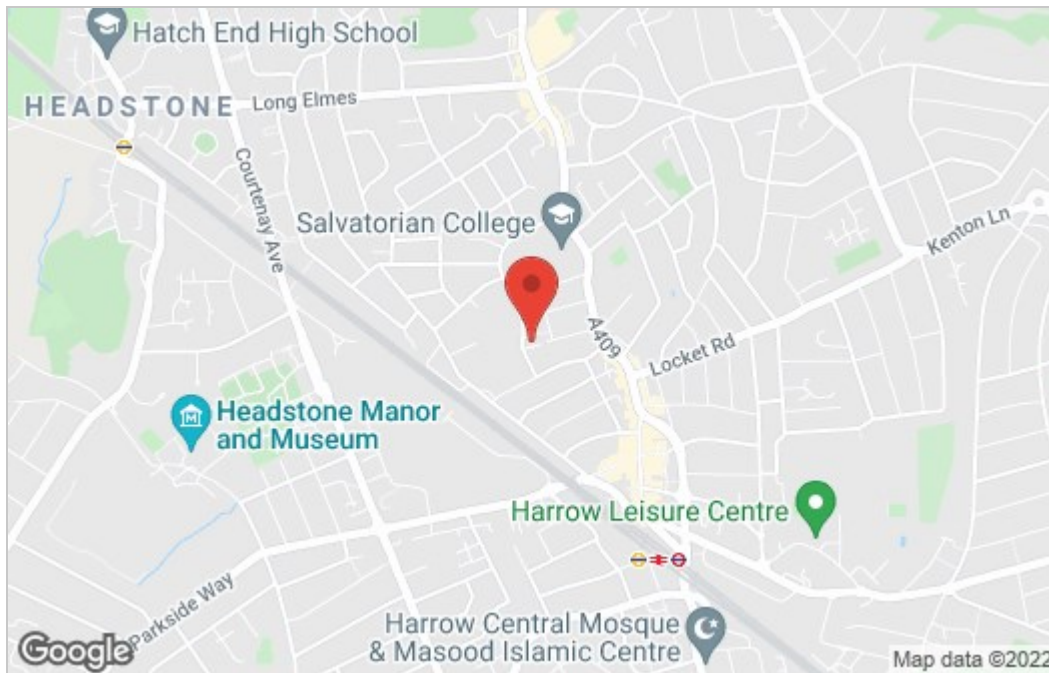 Hatch End High School
HEADSTONE
Long Elmes
Courtenay Ave
Salvatorian College
Kenton Ln
A409
Locket Rd
Headstone Manor
and Museum
Harrow Leisure Centre
Parkside Way
Harrow Central Mosque
& Masood Islamic Centre
Google
Map data ©2022